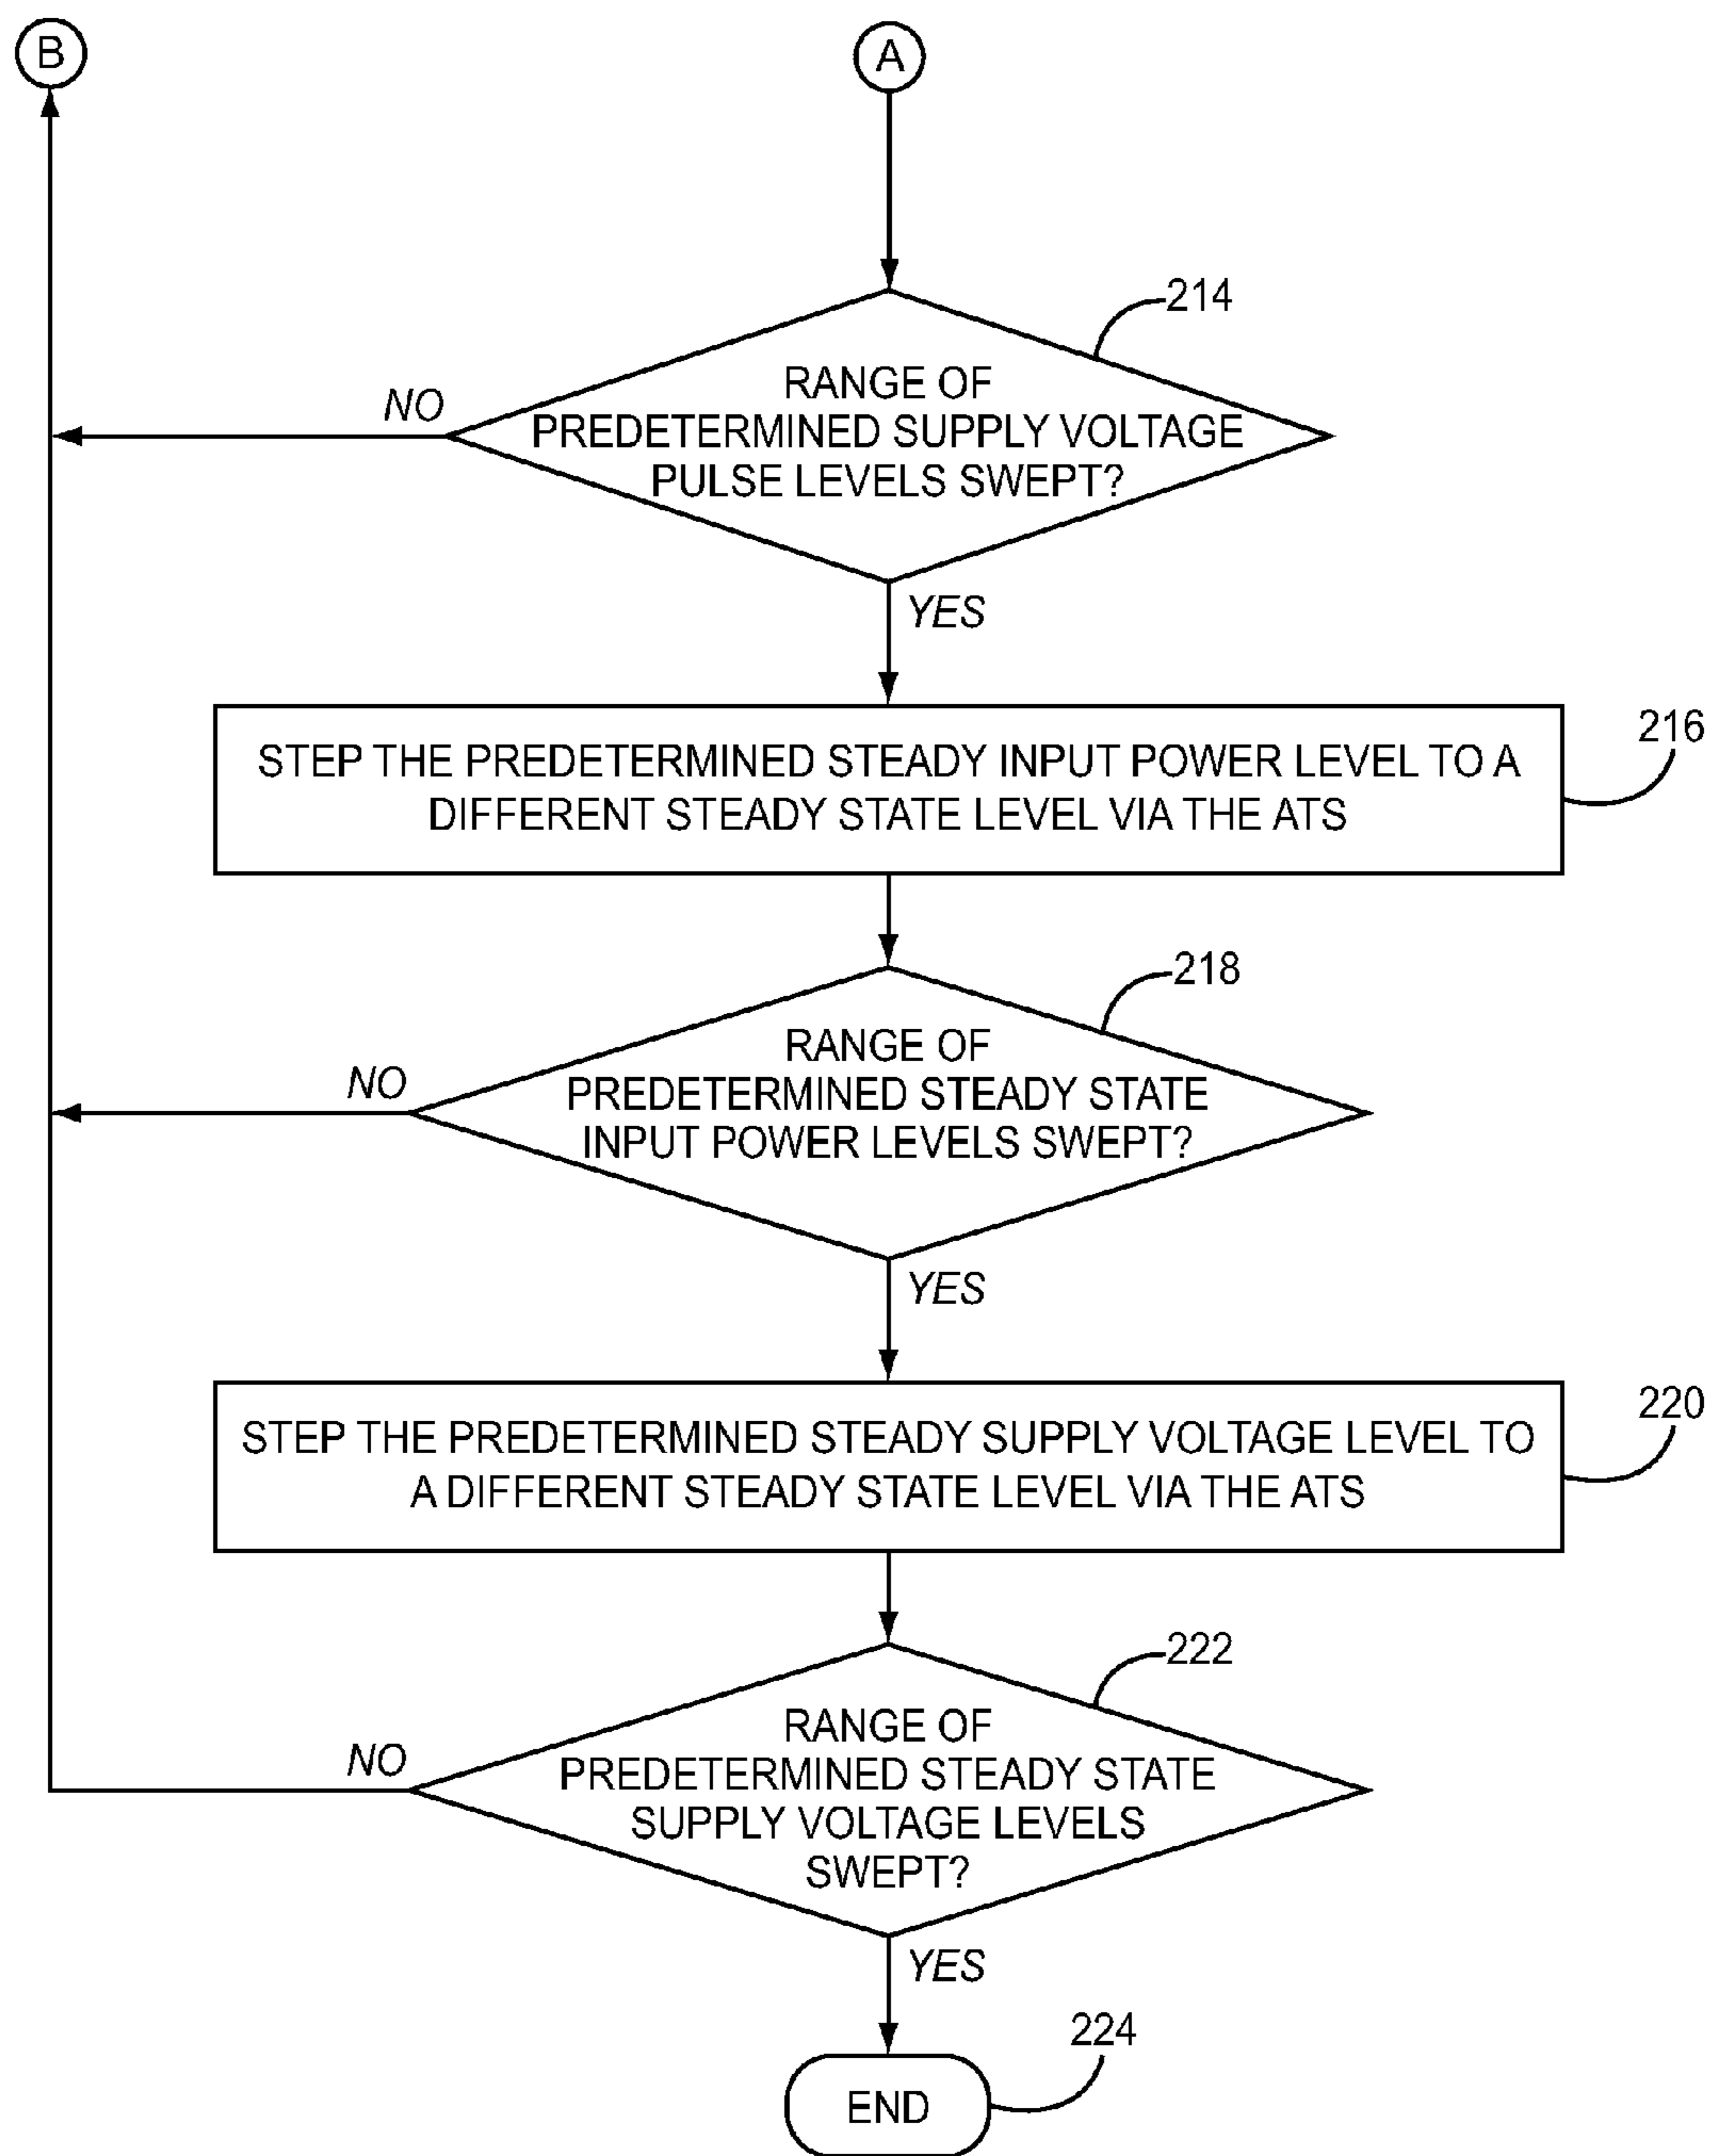 B
A
214
RANGE OF
PREDETERMINED SUPPLY VOLTAGE
PULSE LEVELS SWEPT?
NO
YES
216
STEP THE PREDETERMINED STEADY INPUT POWER LEVEL TO A
DIFFERENT STEADY STATE LEVEL VIA THE ATS
218
RANGE OF
PREDETERMINED STEADY STATE
INPUT POWER LEVELS SWEPT?
NO
YES
220
STEP THE PREDETERMINED STEADY SUPPLY VOLTAGE LEVEL TO
A DIFFERENT STEADY STATE LEVEL VIA THE ATS
222
RANGE OF
PREDETERMINED STEADY STATE
SUPPLY VOLTAGE LEVELS
SWEPT?
NO
YES
224
END